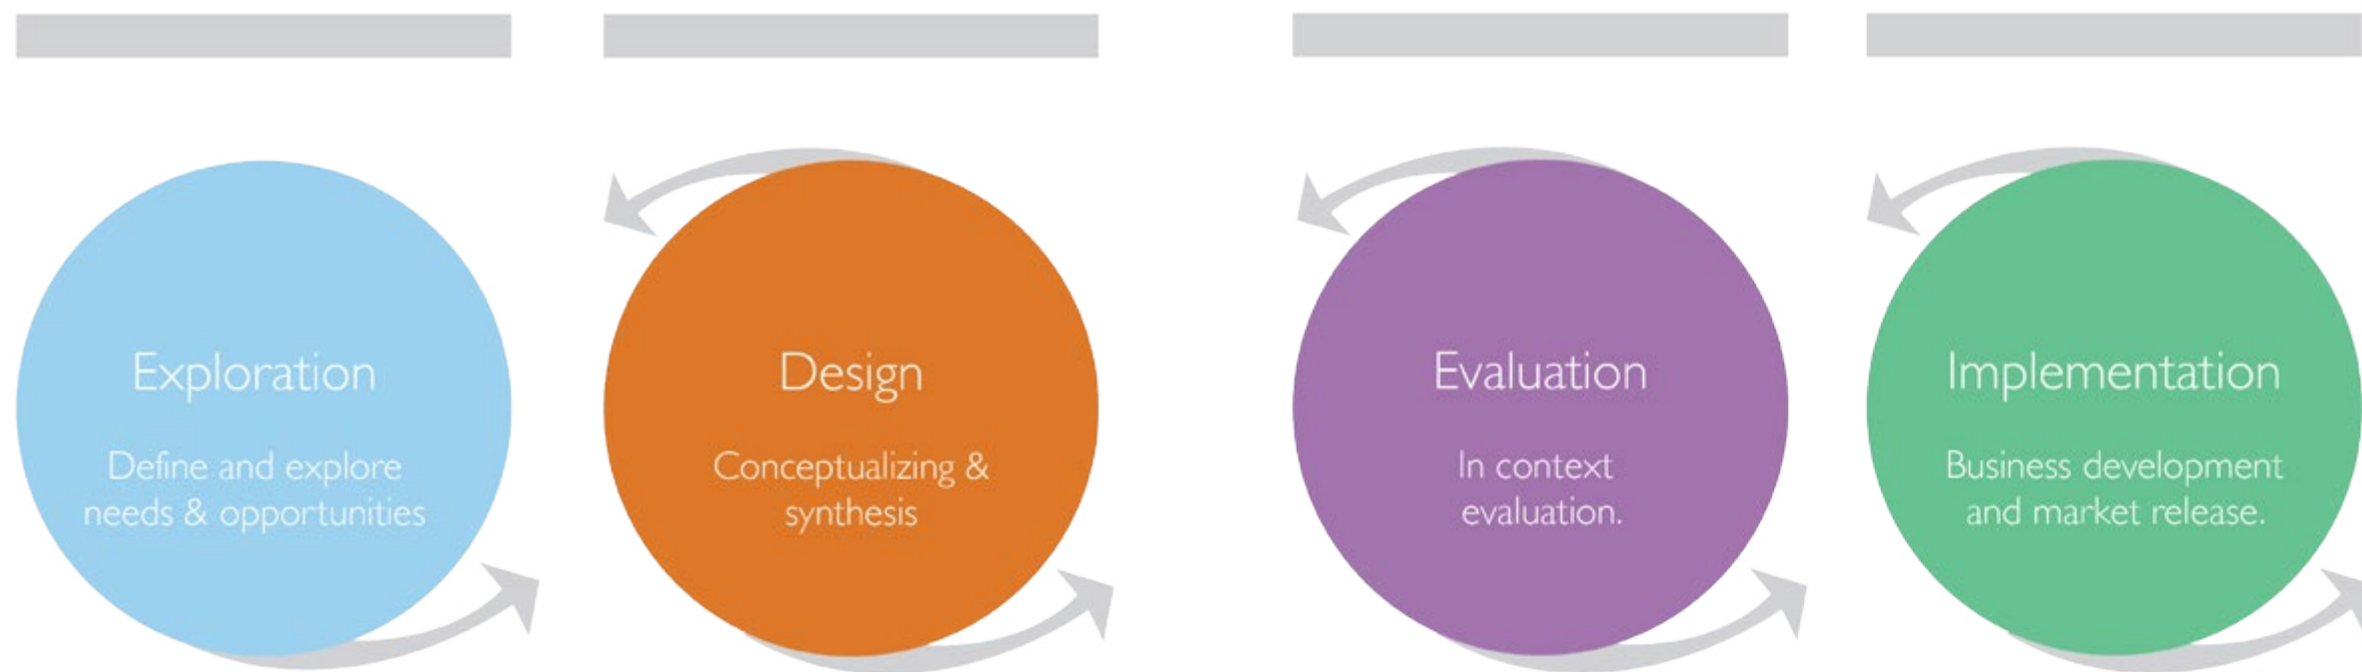 Exploration
Define and explore
needs & opportunities
Design
Conceptualizing &
synthesis
Evaluation
In context
evaluation.
Implementation
Business development
and market release.